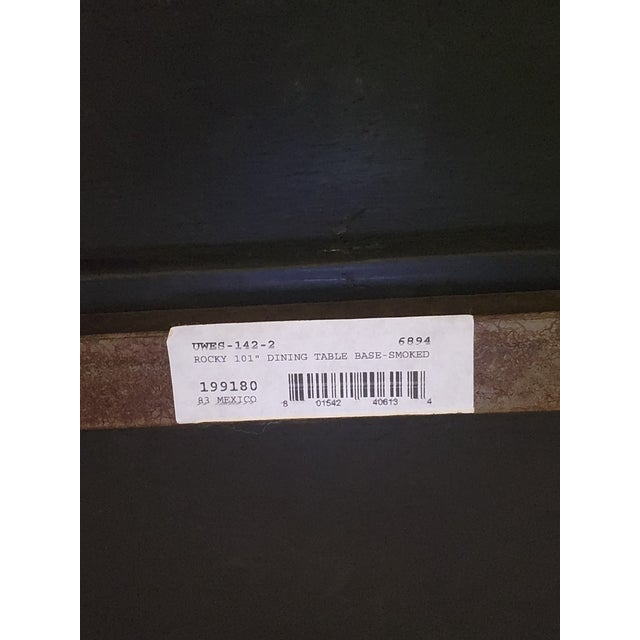 UWES-142-2 6894
ROCKY 101" DINING TABLE BASE-SMOKED
199180
83 MEXICO
8 01542 40613 4